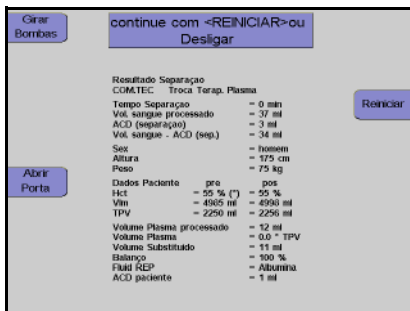 Girar
Bombas
continue com <REINICIAR>ou
Desligar
Resultado Separaçao
COM.TEC Troca Terap. Plasma
Tempo Separaçao = 0 min
Vol. sangue processado = 37 ml
ACD (separaçao) = 3 ml
Vol. sangue - ACD (sep.) = 34 ml
Reiniciar
Sex = homem
Altura = 175 cm
Peso = 75 kg
Abrir
Porta
Dados Paciente pre pos
Hct = 55 % (*) = 55 %
Vim = 4985 ml = 4998 ml
TPV = 2250 ml = 2256 ml
Volume Plasma processado = 12 ml
Volume Plasma = 0.0 * TPV
Volume Substituido = 11 ml
Balanço = 100 %
Fluid REP = Albumina
ACD paciente = 1 ml